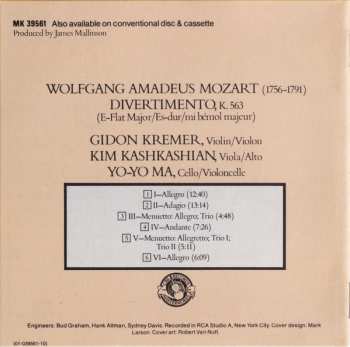 MK 39561 Also available on conventional disc & cassette
Produced by James Mallinson
WOLFGANG AMADEUS MOZART (1756–1791)
DIVERTIMENTO, K. 563
(E-Flat Major/Es-dur/mi bémol majeur)
GIDON KREMER, Violin/Violon
KIM KASHKASHIAN, Viola/Alto
YO-YO MA, Cello/Violoncelle
1 I—Allegro (12:40)
2 II—Adagio (13:14)
3 III—Menuetto: Allegro; Trio (4:48)
4 IV—Andante (7:26)
5 V—Menuetto: Allegretto; Trio I;
Trio II (5:11)
6 VI—Allegro (6:09)
Engineers: Bud Graham, Hank Altman, Sydney Davis. Recorded in RCA Studio A, New York City. Cover design: Mark
Larson. Cover art: Robert Van Nutt.
(01-039561-10)